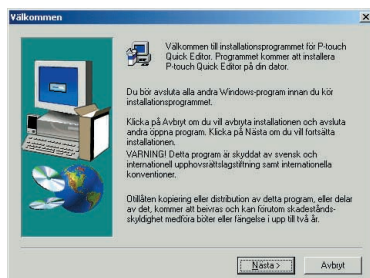 Välkommen
Välkommen till installationsprogrammet för P-touch
Quick Editor. Programmet kommer att installera
P-touch Quick Editor på din dator.
Du bör avsluta alla andra Windows-program innan du kör
installationsprogrammet.
Klicka på Avbryt om du vill avbryta installationen och avsluta
andra öppna program. Klicka på Nästa om du vill fortsätta
installationen.
VARNING! Detta program är skyddat av svensk och
internationell upphovsrättslagstiftning samt internationella
konventioner.
Otillåten kopiering eller distribution av detta program, eller delar
av det, kommer att beivras och kan förutom skadestånds-
skyldighet medföra böter eller fängelse i upp till två år.
Nästa >
Avbryt